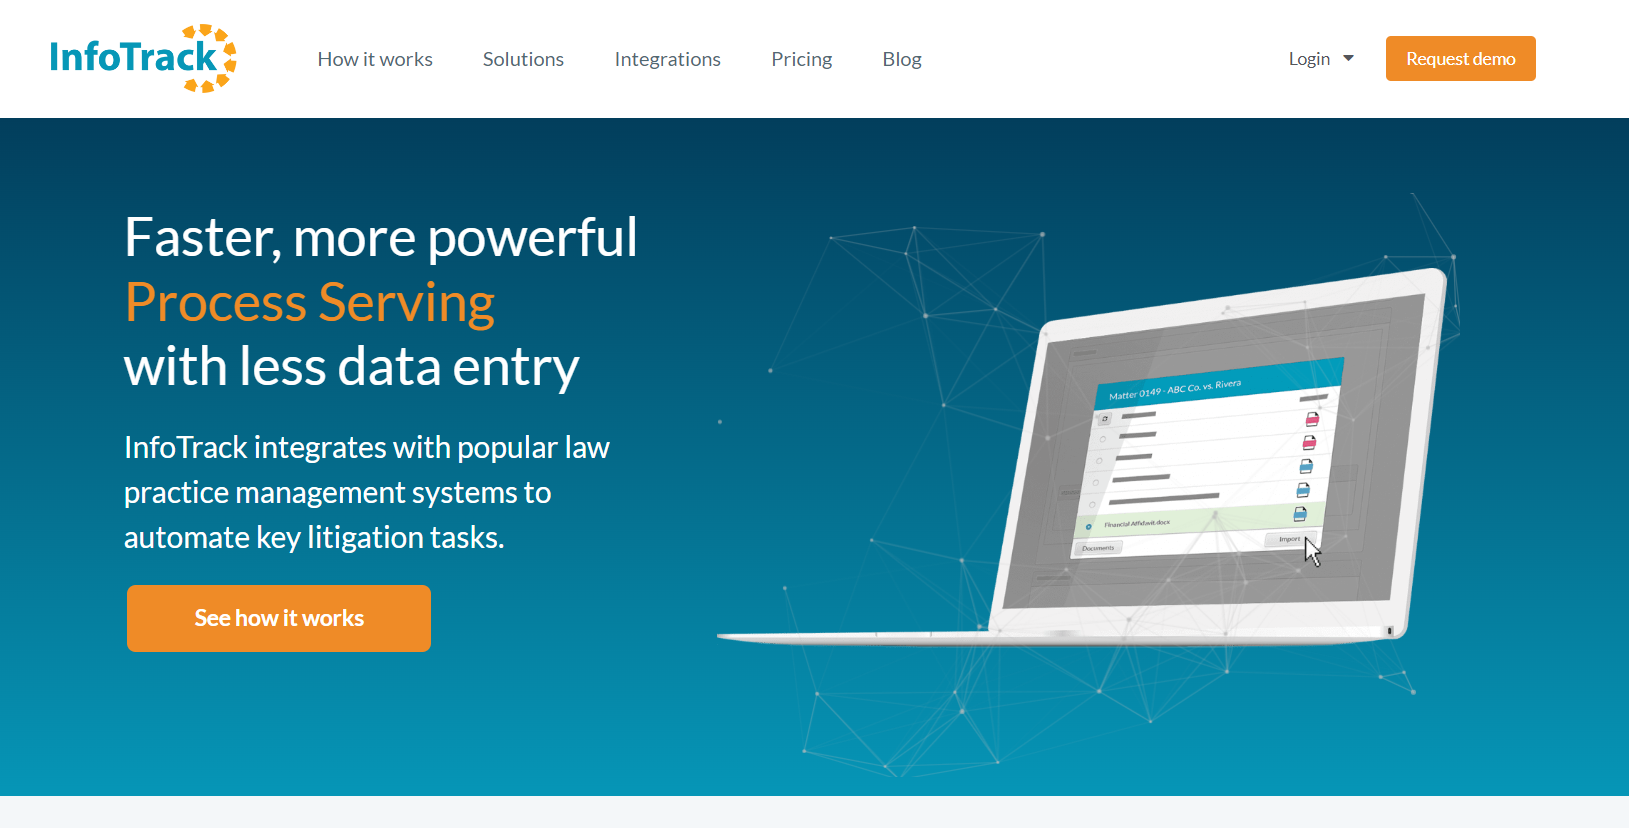 InfoTrack
How it works
Solutions
Integrations
Pricing
Blog
Login
Request demo
Faster, more powerful
Process Serving
with less data entry
InfoTrack integrates with popular law
practice management systems to
automate key litigation tasks.
See how it works
Matter 0149 - ABC Co. vs. Rivera
Financial Affidavit.docx
Documents
Import